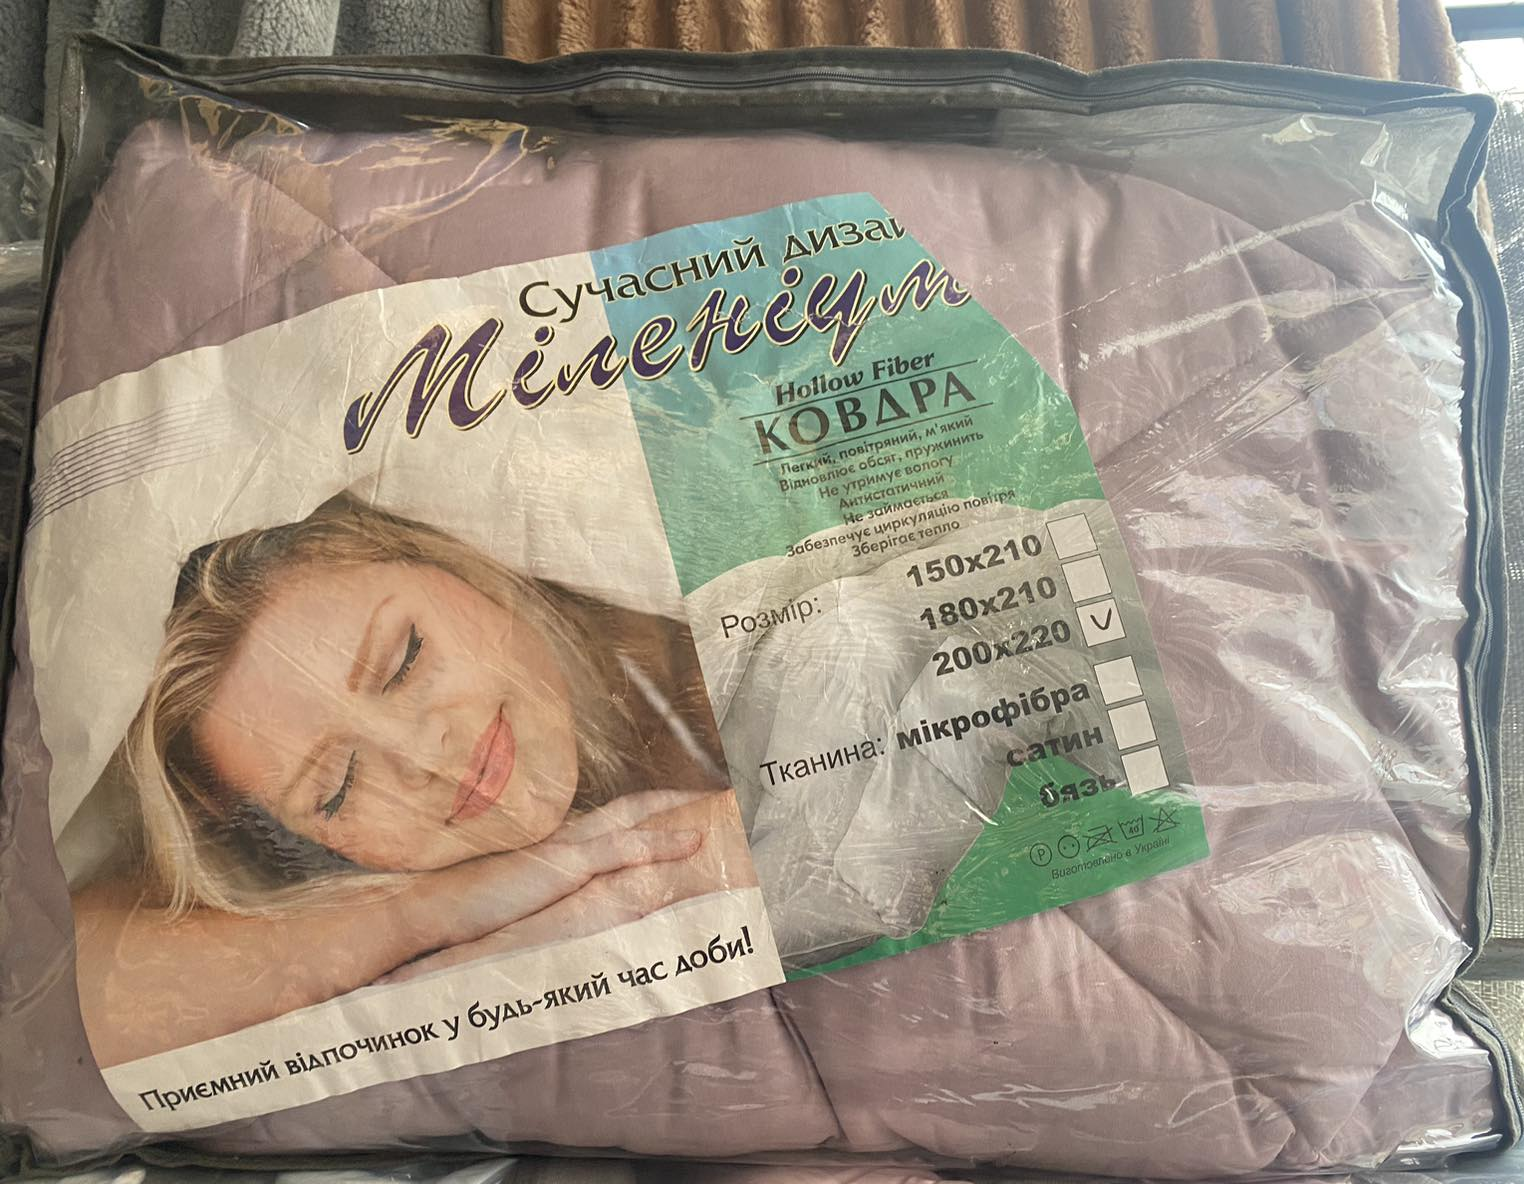 Сучасний дизай
Міленіум
Hollow Fiber
КОВДРА
Легкий, повітряний, м'який
Відновлює обсяг, пружинить
Не утримує вологу
Антистатичний
Не займається
Забезпечує циркуляцію повітря
Зберігає тепло
Розмір: 150x210
180x210
200x220
Тканина: мікрофібра
сатин
бязь
P 40
Виготовлено в Україні
Приємний відпочинок у будь-який час доби!